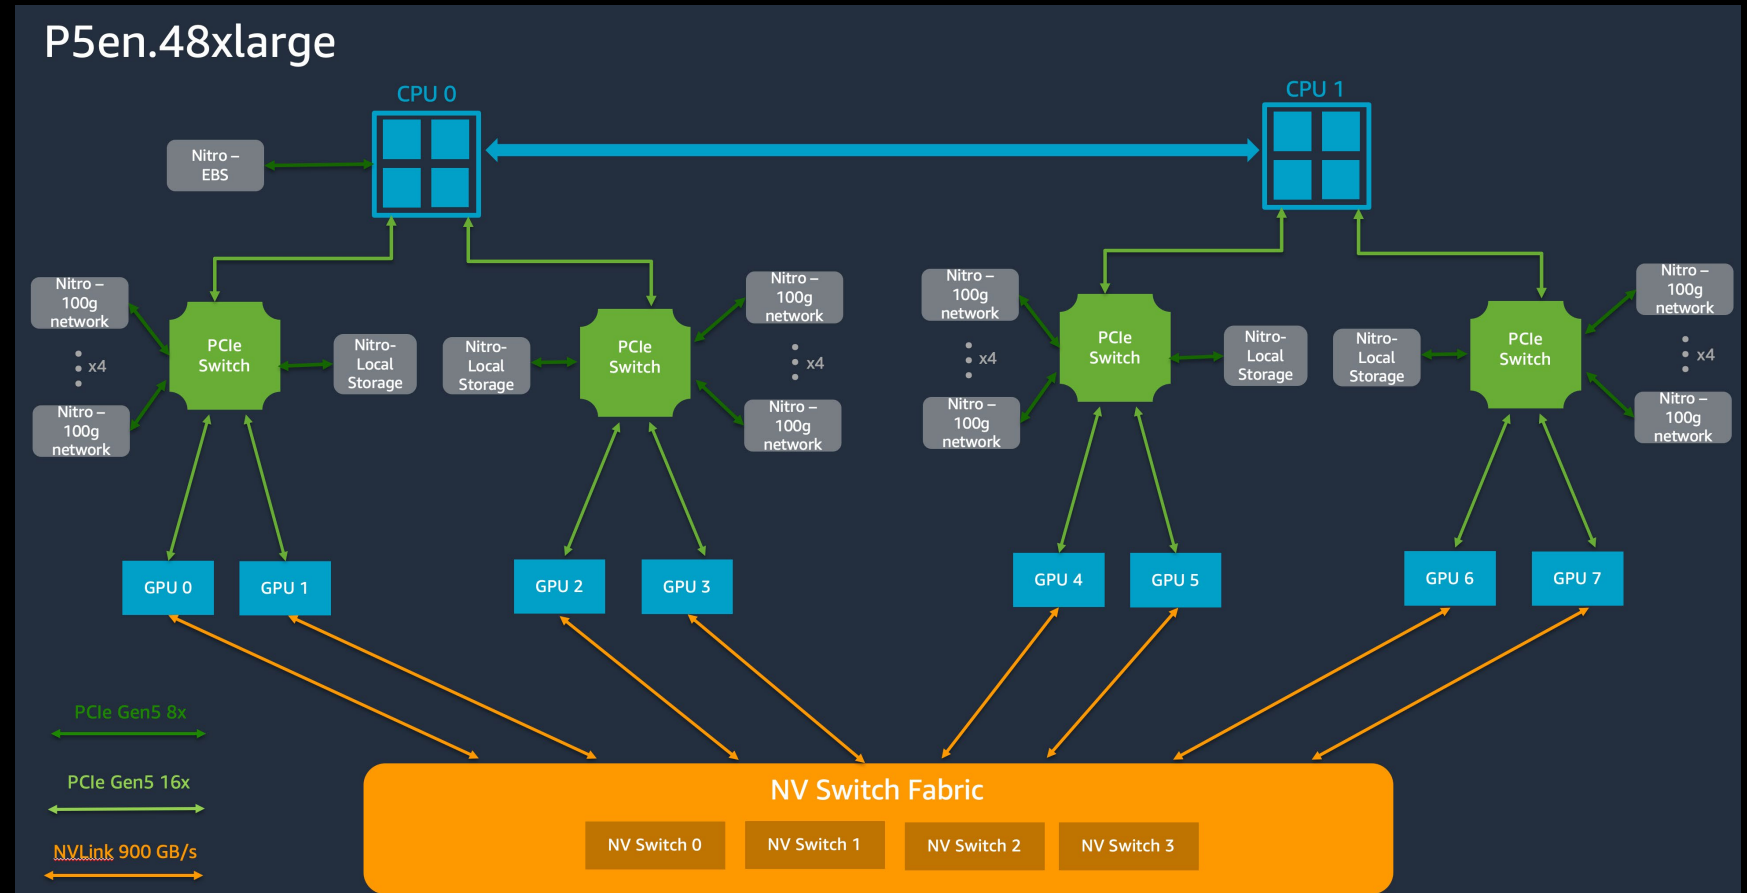 P5en.48xlarge
CPU 0
CPU 1
Nitro –
EBS
Nitro –
100g
network
x4
Nitro –
100g
network
PCIe
Switch
Nitro-
Local
Storage
Nitro-
Local
Storage
PCIe
Switch
Nitro –
100g
network
x4
Nitro –
100g
network
Nitro –
100g
network
x4
Nitro –
100g
network
PCIe
Switch
Nitro-
Local
Storage
Nitro-
Local
Storage
PCIe
Switch
Nitro –
100g
network
x4
Nitro –
100g
network
GPU 0
GPU 1
GPU 2
GPU 3
GPU 4
GPU 5
GPU 6
GPU 7
PCIe Gen5 8x
PCIe Gen5 16x
NVLink 900 GB/s
NV Switch Fabric
NV Switch 0
NV Switch 1
NV Switch 2
NV Switch 3